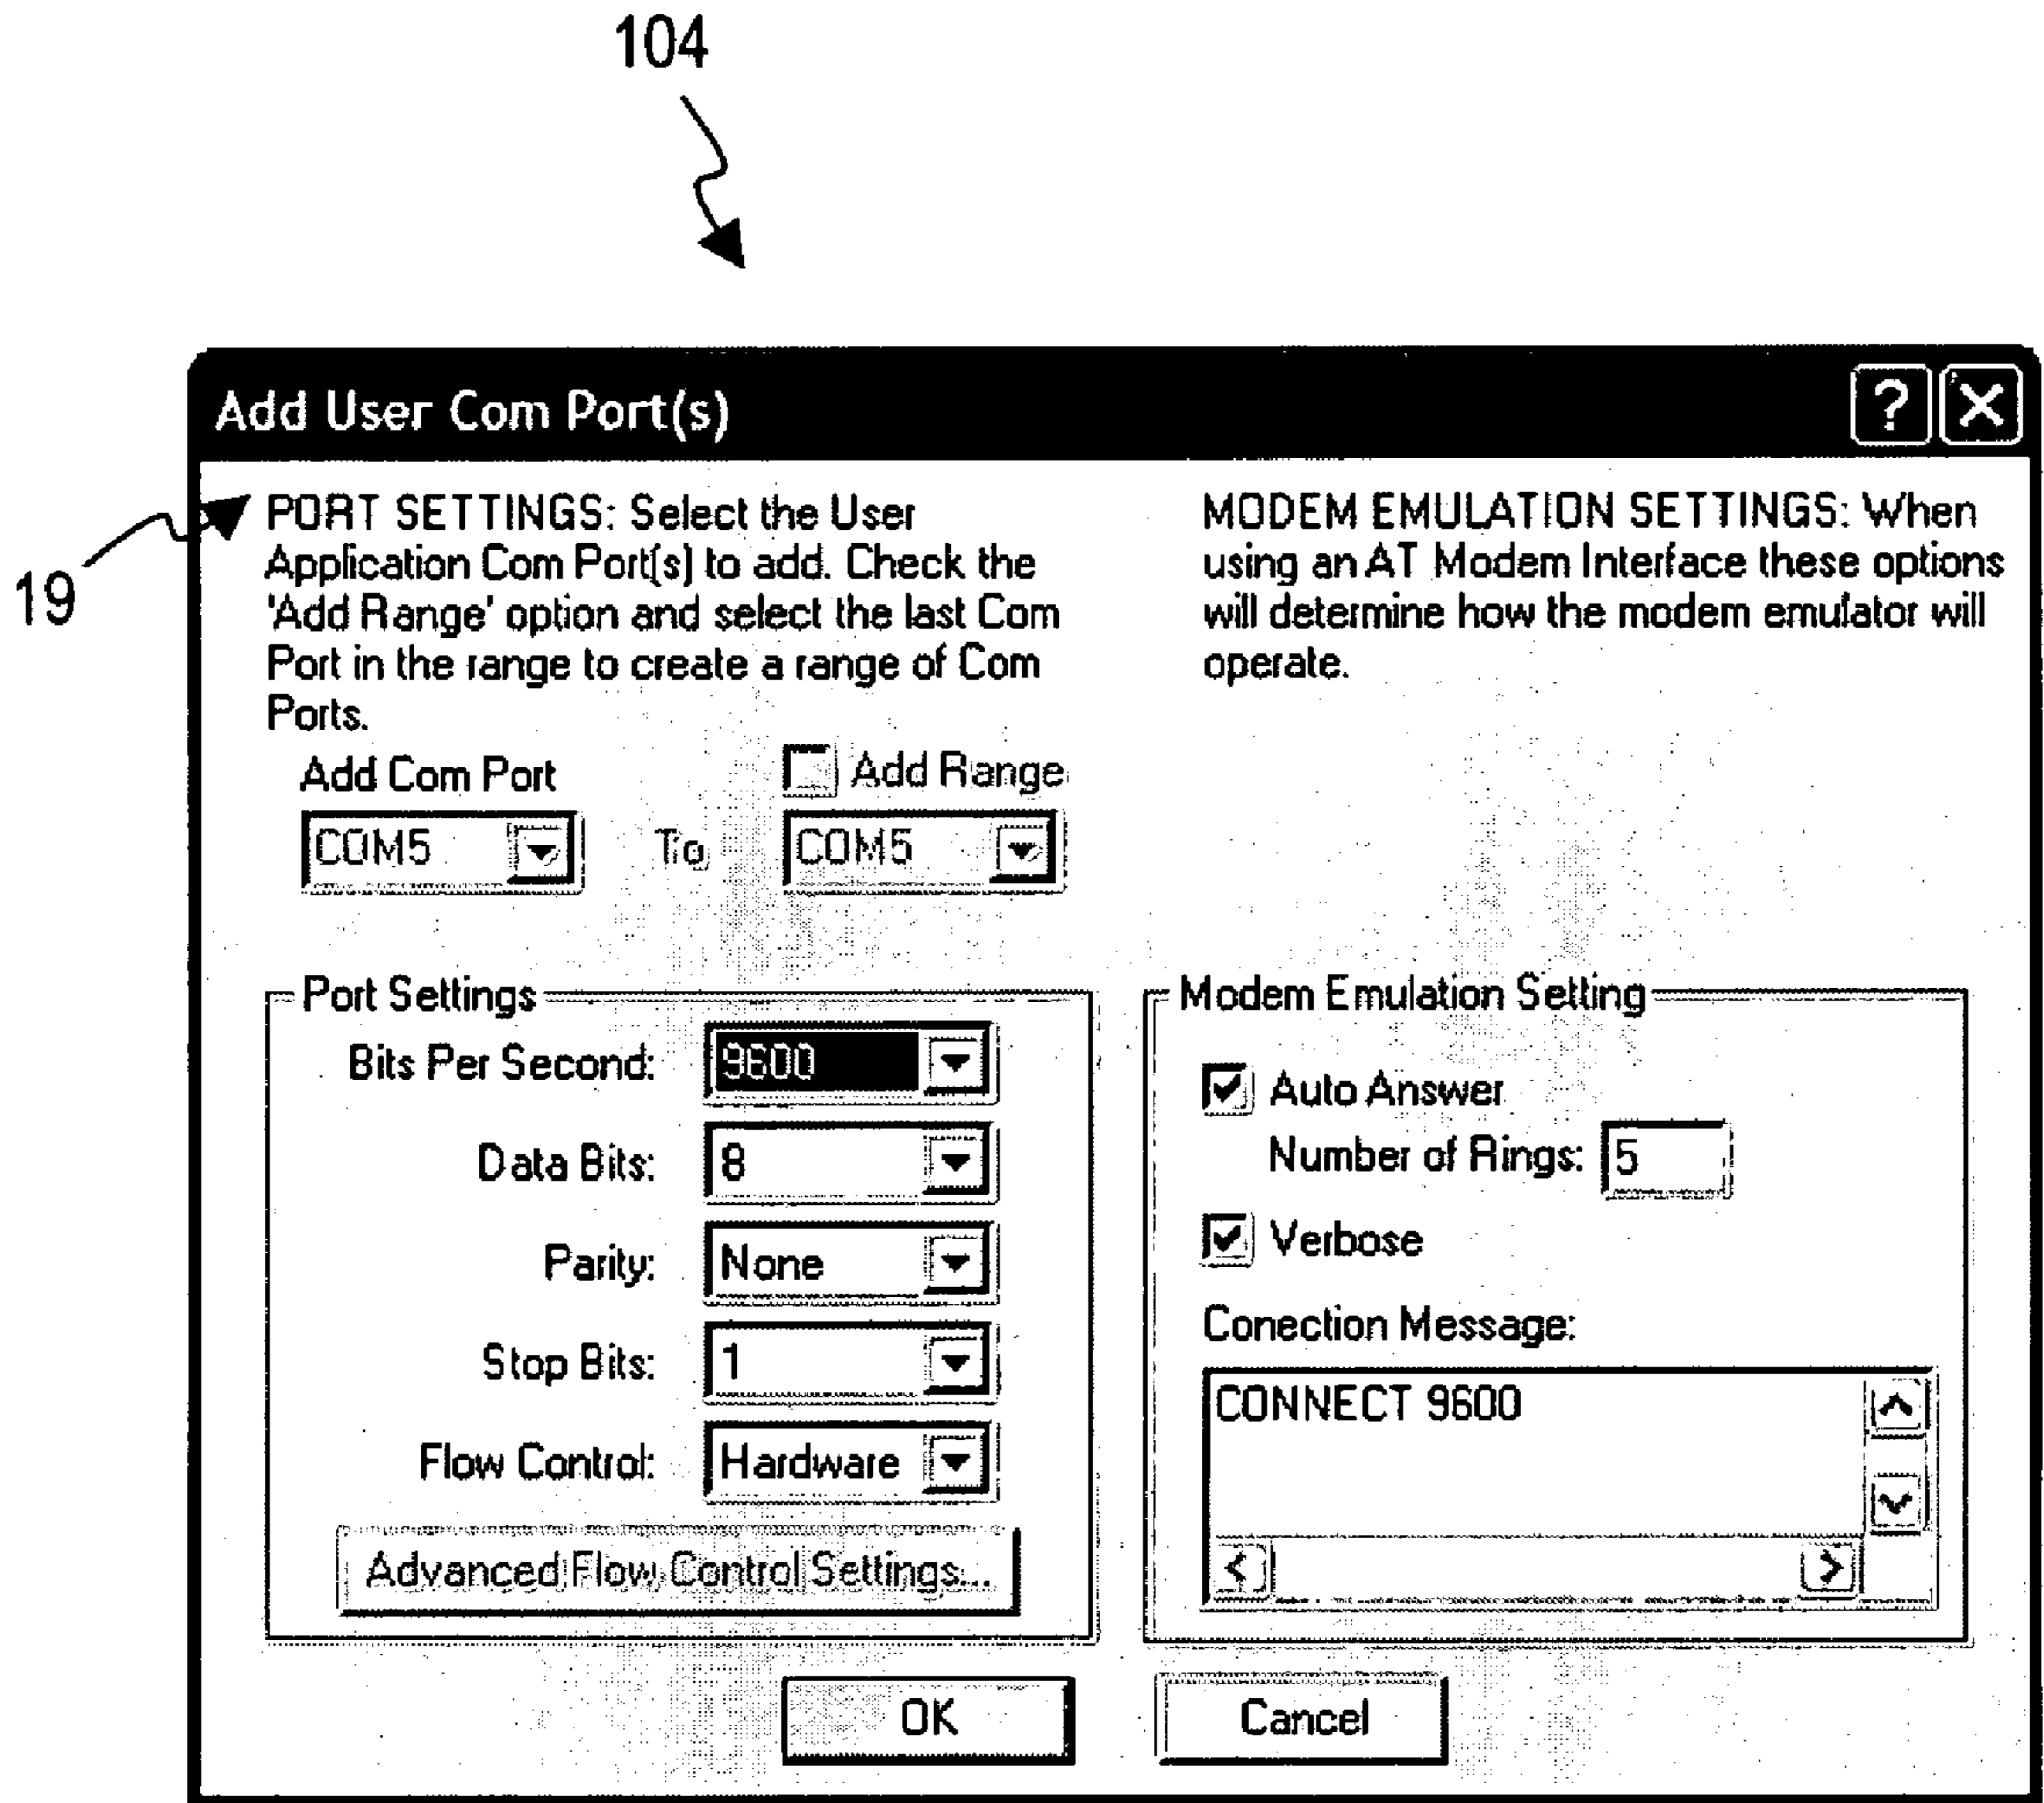 104
Add User Com Port(s)
19
PORT SETTINGS: Select the User
Application Com Port(s) to add. Check the
'Add Range' option and select the last Com
Port in the range to create a range of Com
Ports.
MODEM EMULATION SETTINGS: When
using an AT Modem Interface these options
will determine how the modem emulator will
operate.
Add Com Port
Add Range
COM5
To
COM5
Port Settings
Bits Per Second: 9600
Data Bits: 8
Parity: None
Stop Bits: 1
Flow Control: Hardware
Advanced Flow Control Settings...
Modem Emulation Setting
Auto Answer
Number of Rings: 5
Verbose
Conection Message:
CONNECT 9600
OK
Cancel